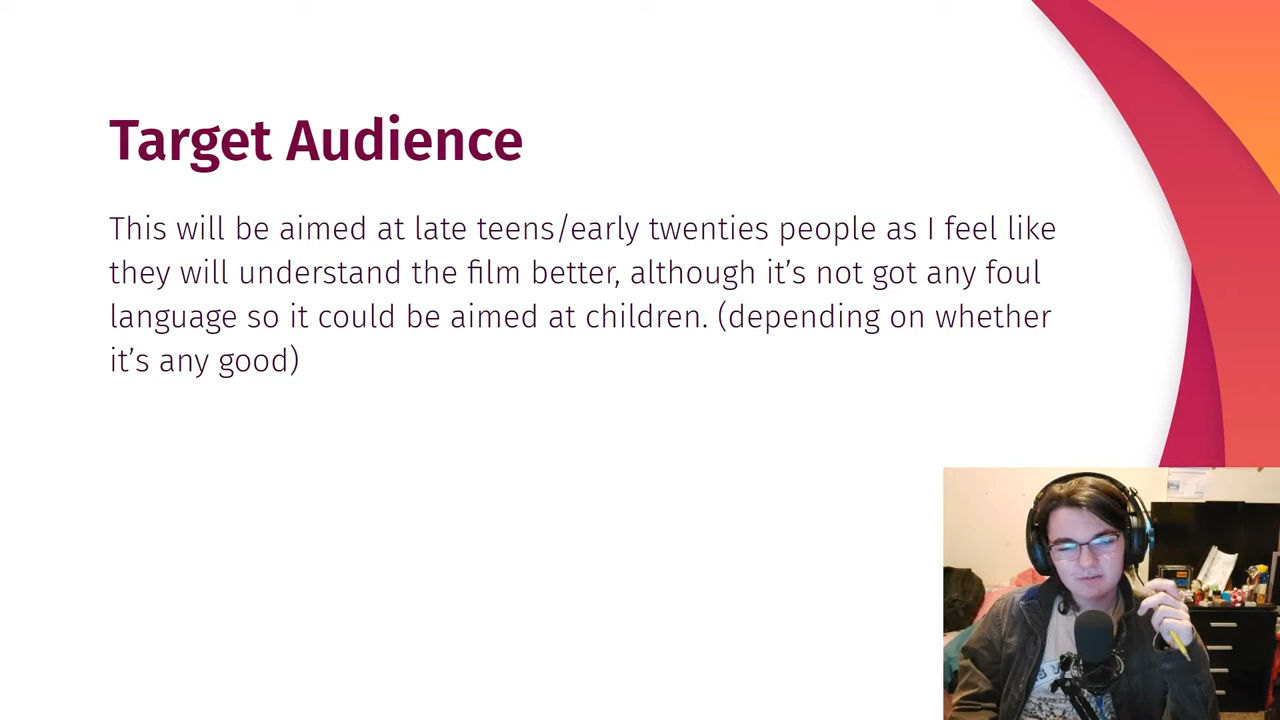 Target Audience
This will be aimed at late teens/early twenties people as I feel like
they will understand the film better, although it’s not got any foul
language so it could be aimed at children. (depending on whether
it’s any good)